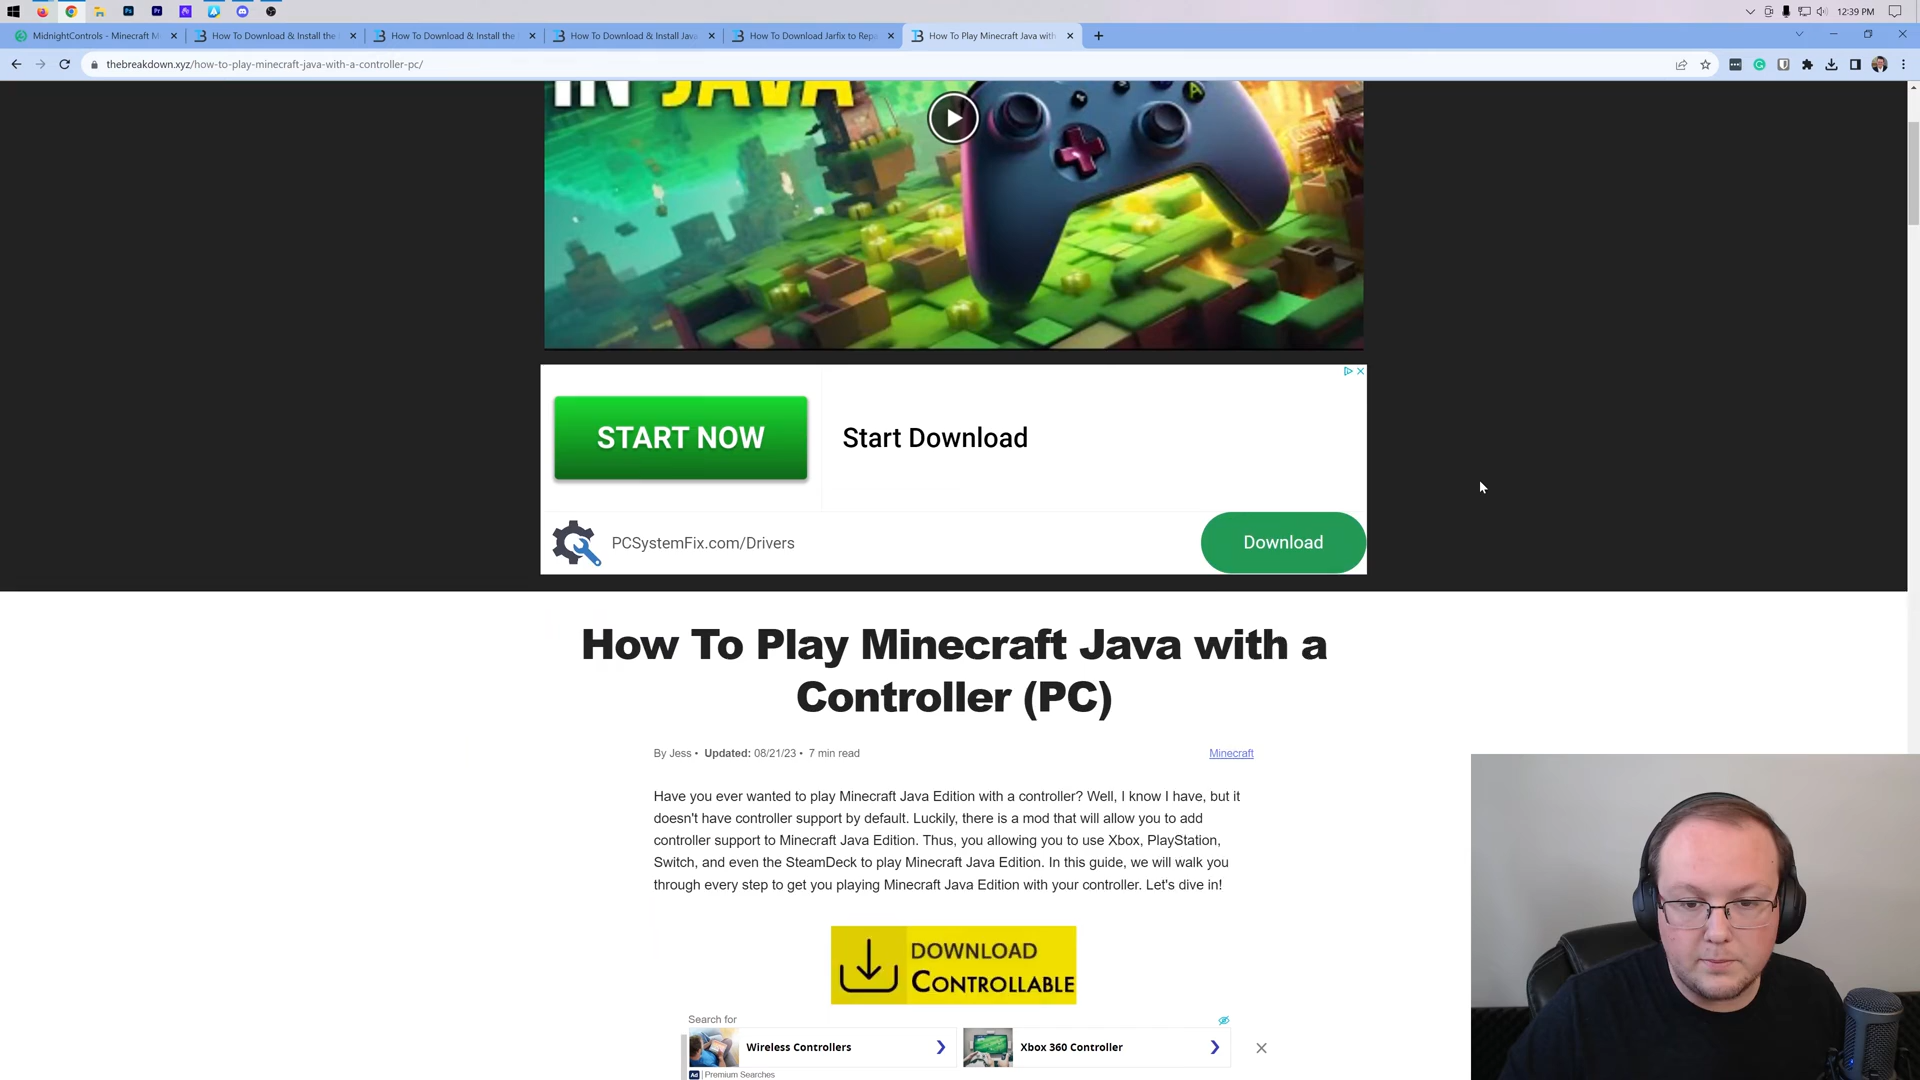 12:39 PM
MidnightControls - Minecraft M
How To Download & Install the
How To Download & Install the
How To Download & Install Java
How To Download Jarfix to Repa
How To Play Minecraft Java with
thebreakdown.xyz/how-to-play-minecraft-java-with-a-controller-pc/
IN JAVA
START NOW
Start Download
PCSystemFix.com/Drivers
Download
How To Play Minecraft Java with a
Controller (PC)
By Jess • Updated: 08/21/23 • 7 min read
Minecraft
Have you ever wanted to play Minecraft Java Edition with a controller? Well, I know I have, but it
doesn't have controller support by default. Luckily, there is a mod that will allow you to add
controller support to Minecraft Java Edition. Thus, you allowing you to use Xbox, PlayStation,
Switch, and even the SteamDeck to play Minecraft Java Edition. In this guide, we will walk you
through every step to get you playing Minecraft Java Edition with your controller. Let's dive in!
DOWNLOAD
CONTROLLABLE
Search for
Wireless Controllers
Xbox 360 Controller
Ad | Premium Searches